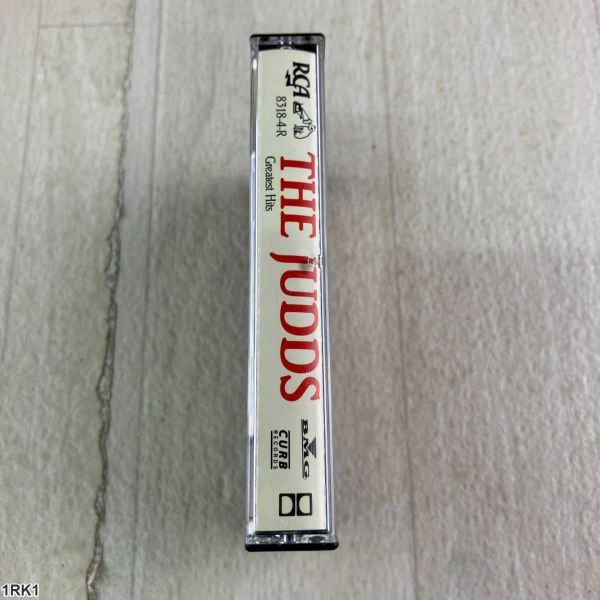 RCA
8318-4-R
THE JUDDS
Greatest Hits
BMG
CURB
RECORDS
1RK1